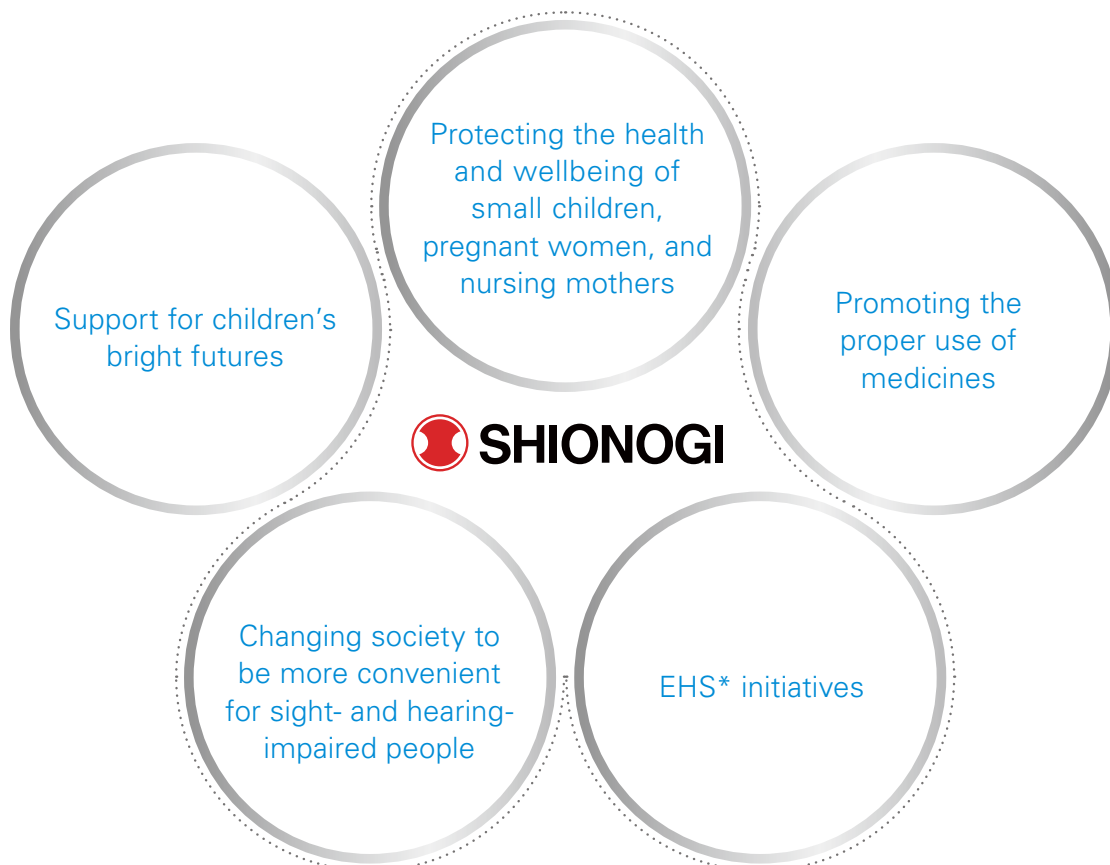 Protecting the health
and wellbeing of
small children,
pregnant women, and
nursing mothers
Support for children’s
bright futures
Promoting the
proper use of
medicines
SHIONOGI
Changing society to
be more convenient
for sight- and hearing-
impaired people
EHS* initiatives